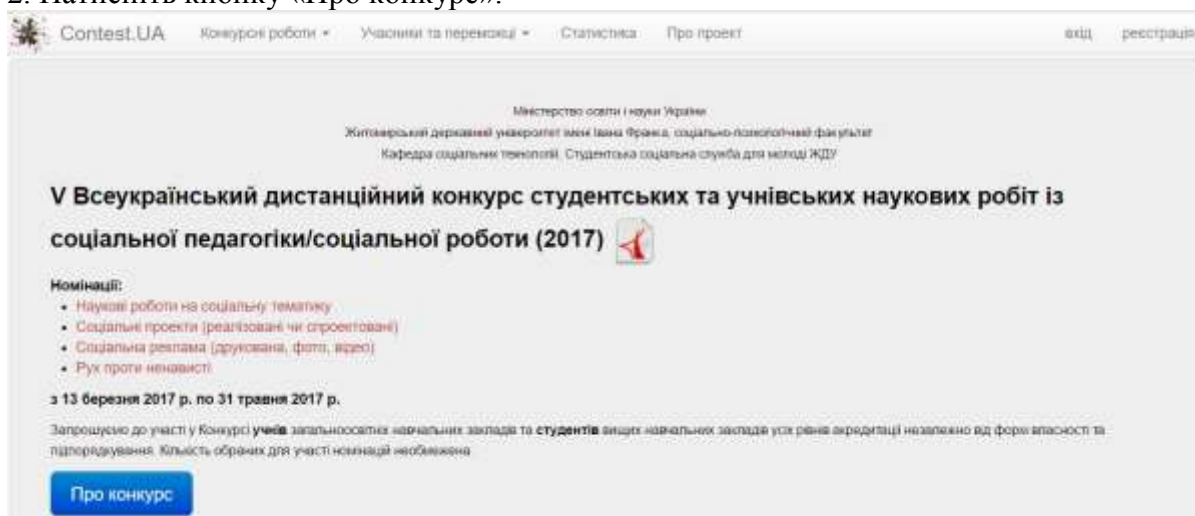 2. Натисніть кнопку «Про конкурс».
Contest.UA Конкурсні роботи Учасники та переможці Статистика Про проект вхід реєстрація
Міністерство освіти і науки України
Житомирський державний університет імені Івана Франка, соціально-психологічний факультет
Кафедра соціальних технологій, Студентська соціальна служба для молоді ЖДУ
V Всеукраїнський дистанційний конкурс студентських та учнівських наукових робіт із
соціальної педагогіки/соціальної роботи (2017)
Номінації:
• Наукові роботи на соціальну тематику
• Соціальні проекти (реалізовані чи спроектовані)
• Соціальна реклама (друкована, фото, відео)
• Рух проти ненависті
з 13 березня 2017 р. по 31 травня 2017 р.
Запрошуємо до участі у Конкурсі учнів загальноосвітніх навчальних закладів та студентів вищих навчальних закладів усіх рівнів акредитації незалежно від форм власності та
підпорядкування. Кількість обраних для участі номінацій необмежена.
Про конкурс